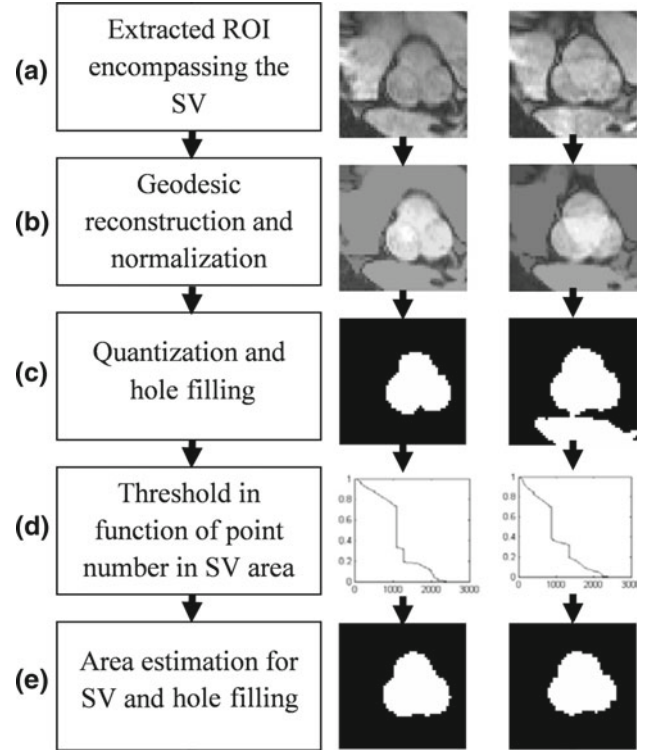 (a)
Extracted ROI
encompassing the
SV
(b)
Geodesic
reconstruction and
normalization
(c)
Quantization and
hole filling
(d)
Threshold in
function of point
number in SV area
1
0.8
0.6
0.4
0.2
0
0 1000 2000 3000
1
0.8
0.6
0.4
0.2
0
0 1000 2000 3000
(e)
Area estimation for
SV and hole filling